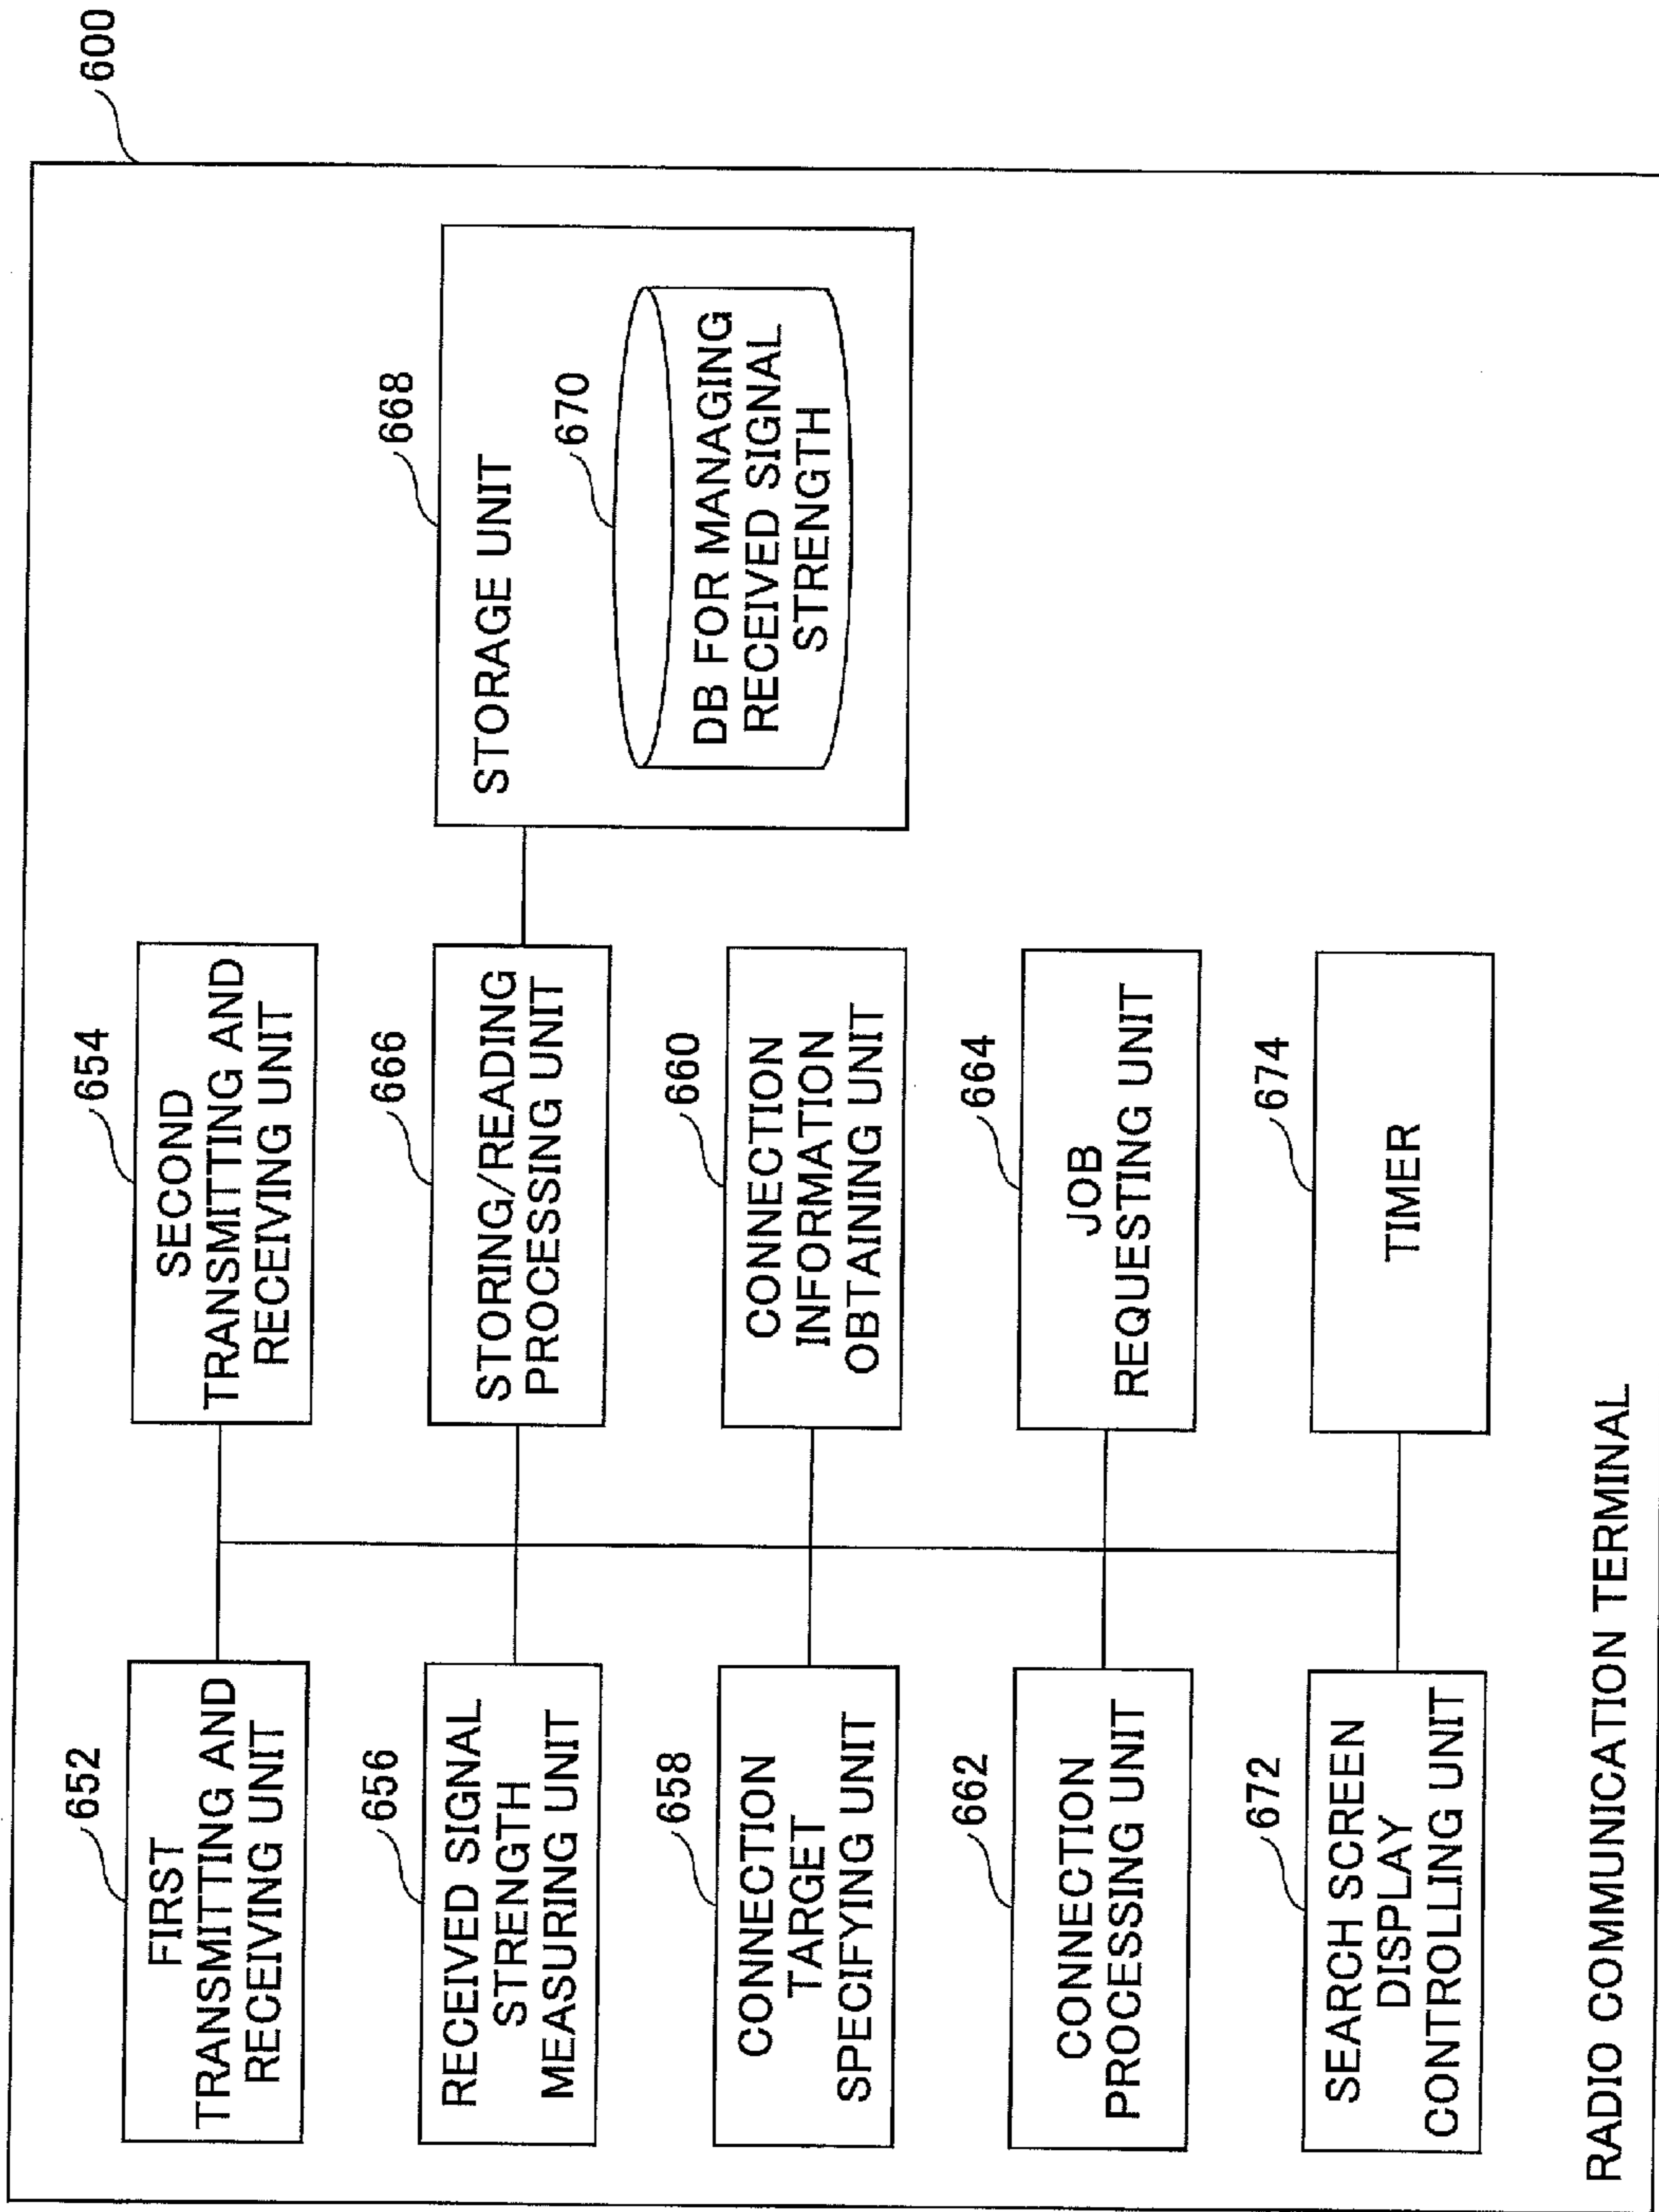 600
652
FIRST
TRANSMITTING AND
RECEIVING UNIT
654
SECOND
TRANSMITTING AND
RECEIVING UNIT
656
RECEIVED SIGNAL
STRENGTH
MEASURING UNIT
666
STORING/READING
PROCESSING UNIT
668
STORAGE UNIT
670
DB FOR MANAGING
RECEIVED SIGNAL
STRENGTH
658
CONNECTION
TARGET
SPECIFYING UNIT
660
CONNECTION
INFORMATION
OBTAINING UNIT
662
CONNECTION
PROCESSING UNIT
664
JOB
REQUESTING UNIT
672
SEARCH SCREEN
DISPLAY
CONTROLLING UNIT
674
TIMER
RADIO COMMUNICATION TERMINAL